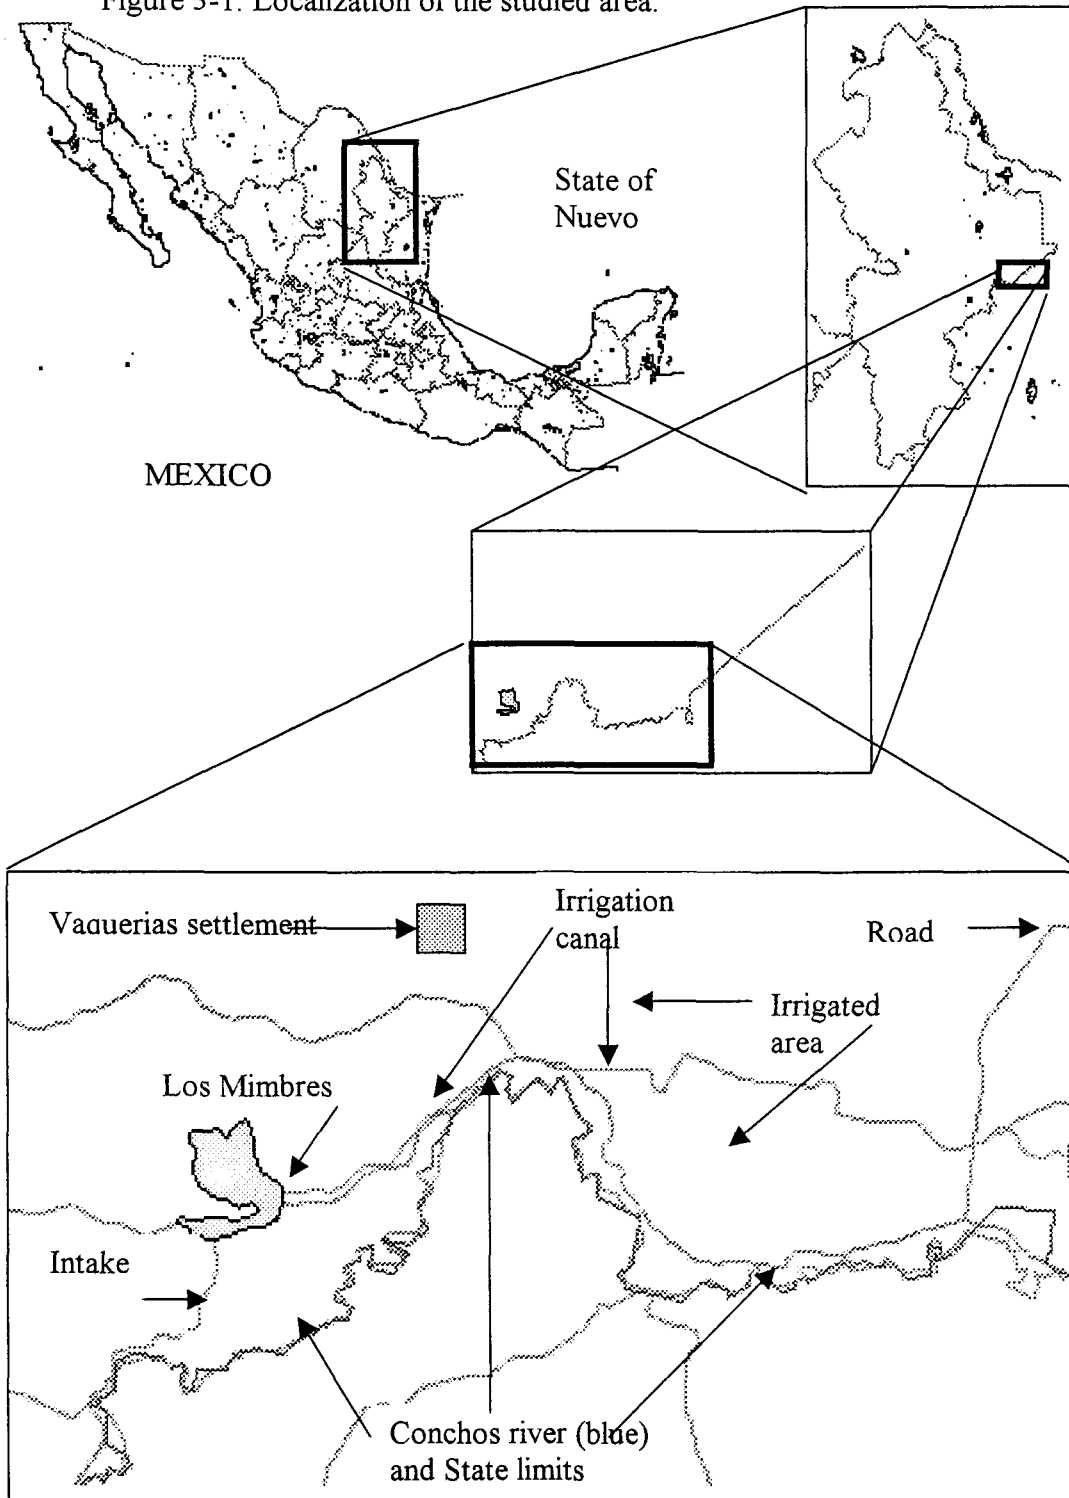 Figure 3-1. Localization of the studied area.
State of
Nuevo
MEXICO
Vaquerias settlement
Irrigation
canal
Road
Irrigated
area
Los Mimbres
Intake
Conchos river (blue)
and State limits